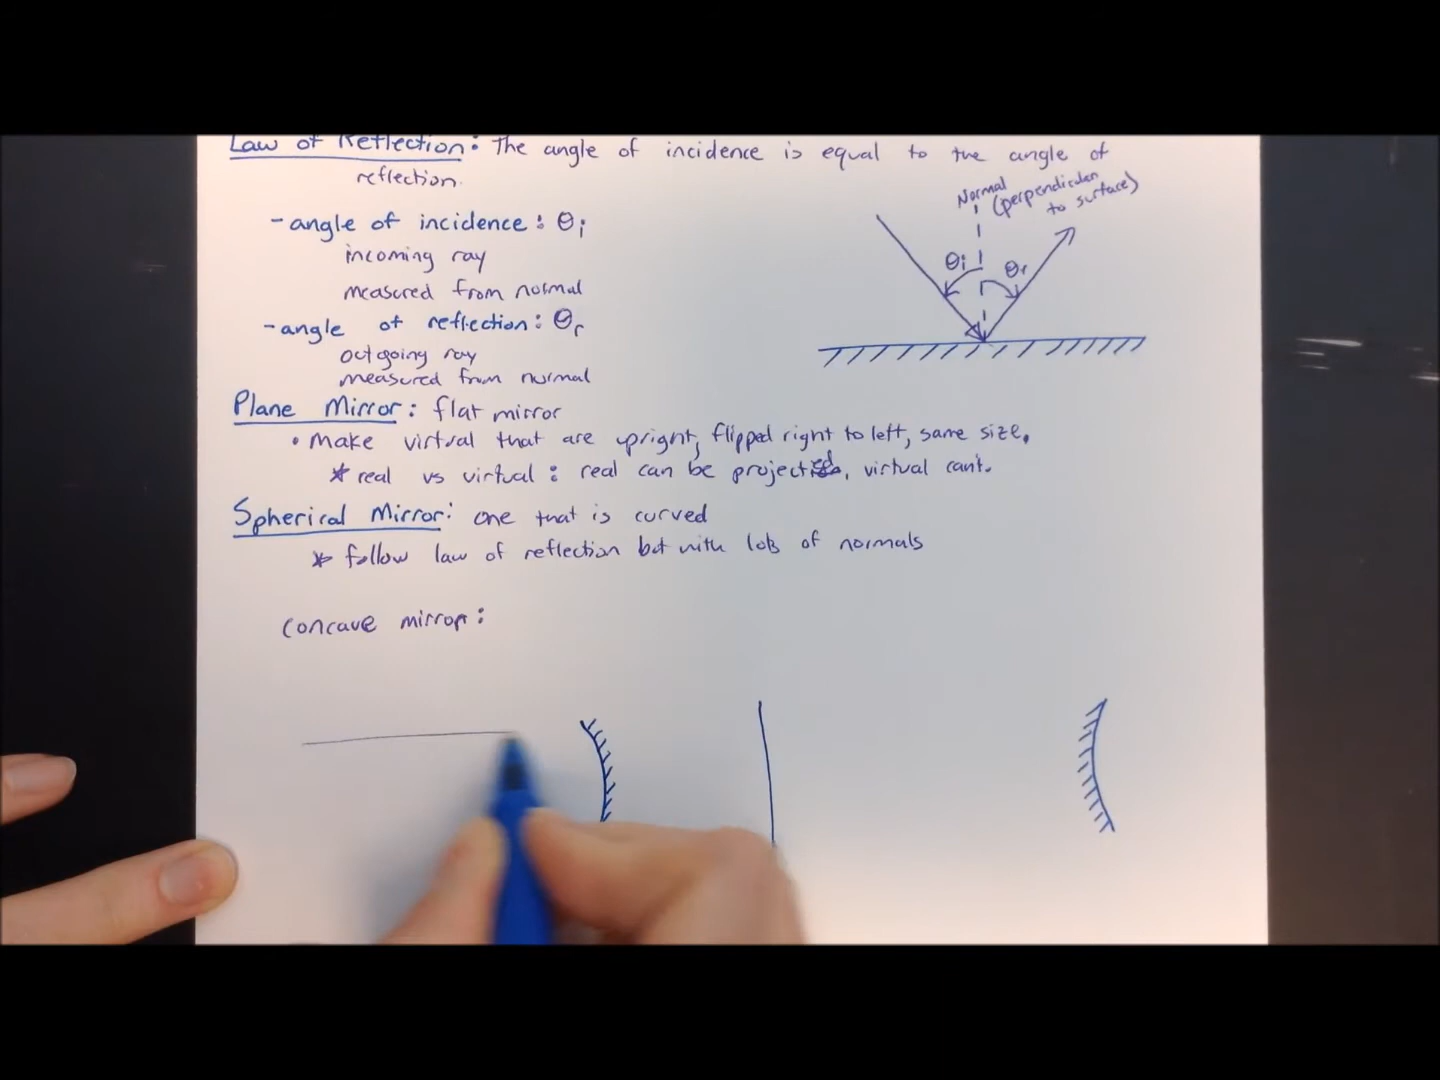 Law of Reflection: The angle of incidence is equal to the angle of
reflection.
Normal
(perpendicular
to surface)
- angle of incidence: θi
incoming ray
measured from normal
θi θr
- angle of reflection: θr
outgoing ray
measured from normal
Plane Mirror: flat mirror
• Make virtual that are upright, flipped right to left, same size.
* real vs virtual: real can be projected, virtual can't.
Spherical Mirror: one that is curved
* follow law of reflection but with lots of normals
concave mirror: